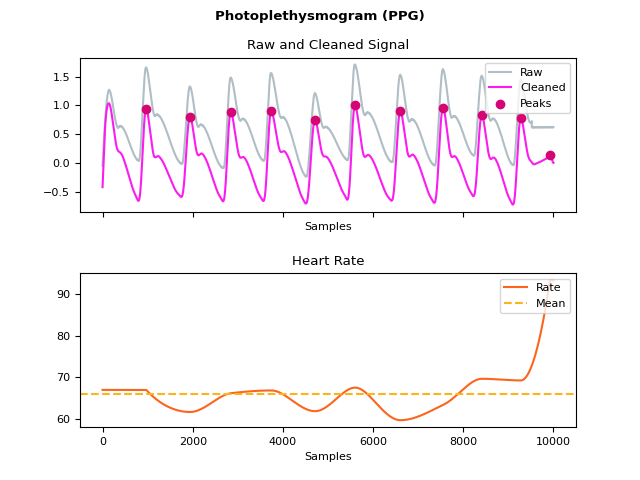 Photoplethysmogram (PPG)
Raw and Cleaned Signal
1.5
1.0
0.5
0.0
−0.5
Raw
Cleaned
Peaks
Samples
Heart Rate
90
80
70
60
Rate
Mean
0 2000 4000 6000 8000 10000
Samples